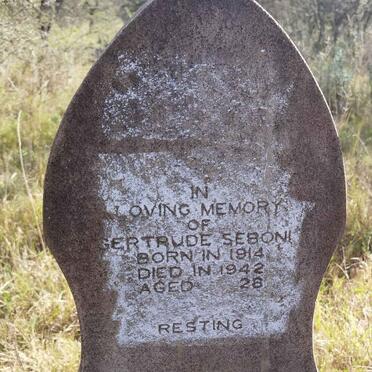 IN
LOVING MEMORY
OF
GERTRUDE SEBONI
BORN IN 1914
DIED IN 1942
AGED 28
RESTING